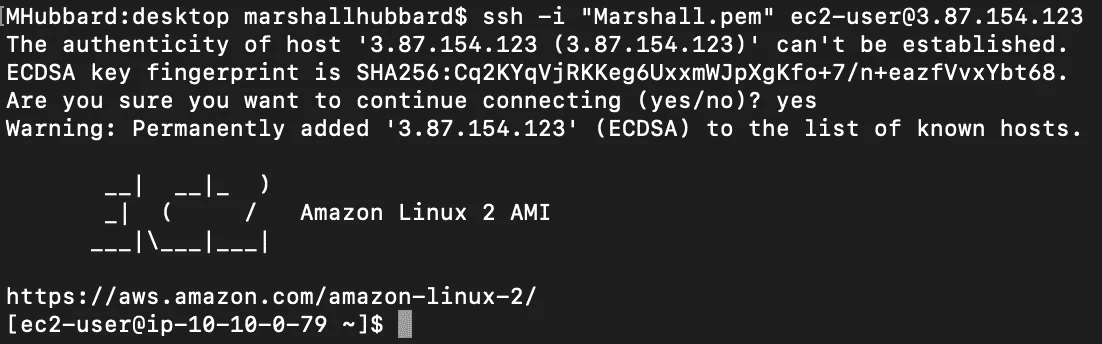 [MHubbard:desktop marshallhubbard$ ssh -i "Marshall.pem" ec2-user@3.87.154.123
The authenticity of host '3.87.154.123 (3.87.154.123)' can't be established.
ECDSA key fingerprint is SHA256:Cq2KYqVjRKKeg6UxxmWJpXgKfo+7/n+eazfVvxYbt68.
Are you sure you want to continue connecting (yes/no)? yes
Warning: Permanently added '3.87.154.123' (ECDSA) to the list of known hosts.

       __|  __|_  )
       _|  (     /   Amazon Linux 2 AMI
      ___|\___|___|

https://aws.amazon.com/amazon-linux-2/
[ec2-user@ip-10-10-0-79 ~]$